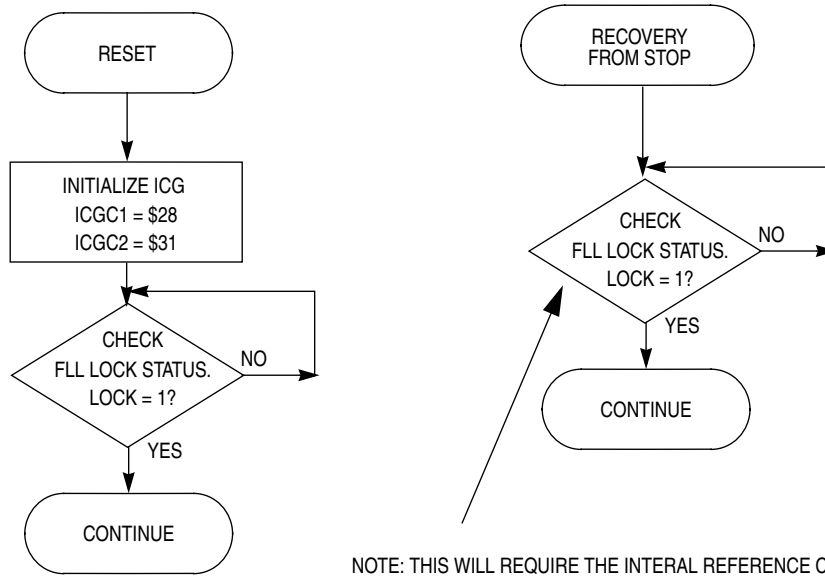 RESET
INITIALIZE ICG
ICGC1 = $28
ICGC2 = $31
CHECK
FLL LOCK STATUS.
LOCK = 1?
NO
YES
CONTINUE
RECOVERY
FROM STOP
CHECK
FLL LOCK STATUS.
LOCK = 1?
NO
YES
CONTINUE
NOTE: THIS WILL REQUIRE THE INTERAL REFERENCE